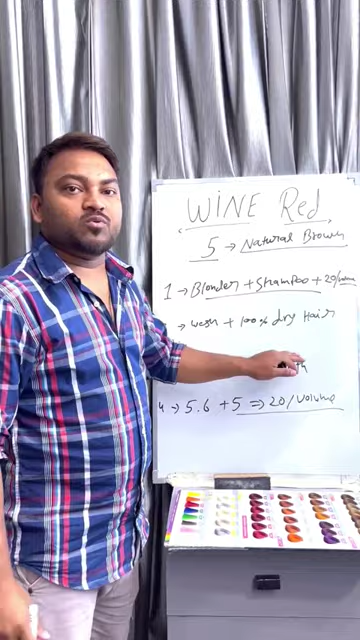 WINE Red
5 → Natural Brown
1 → Blonder + Shampoo + 20/volume
→ wash + 100% dry Hair
4 → 5.6 + 5 ⇒ 20/volume